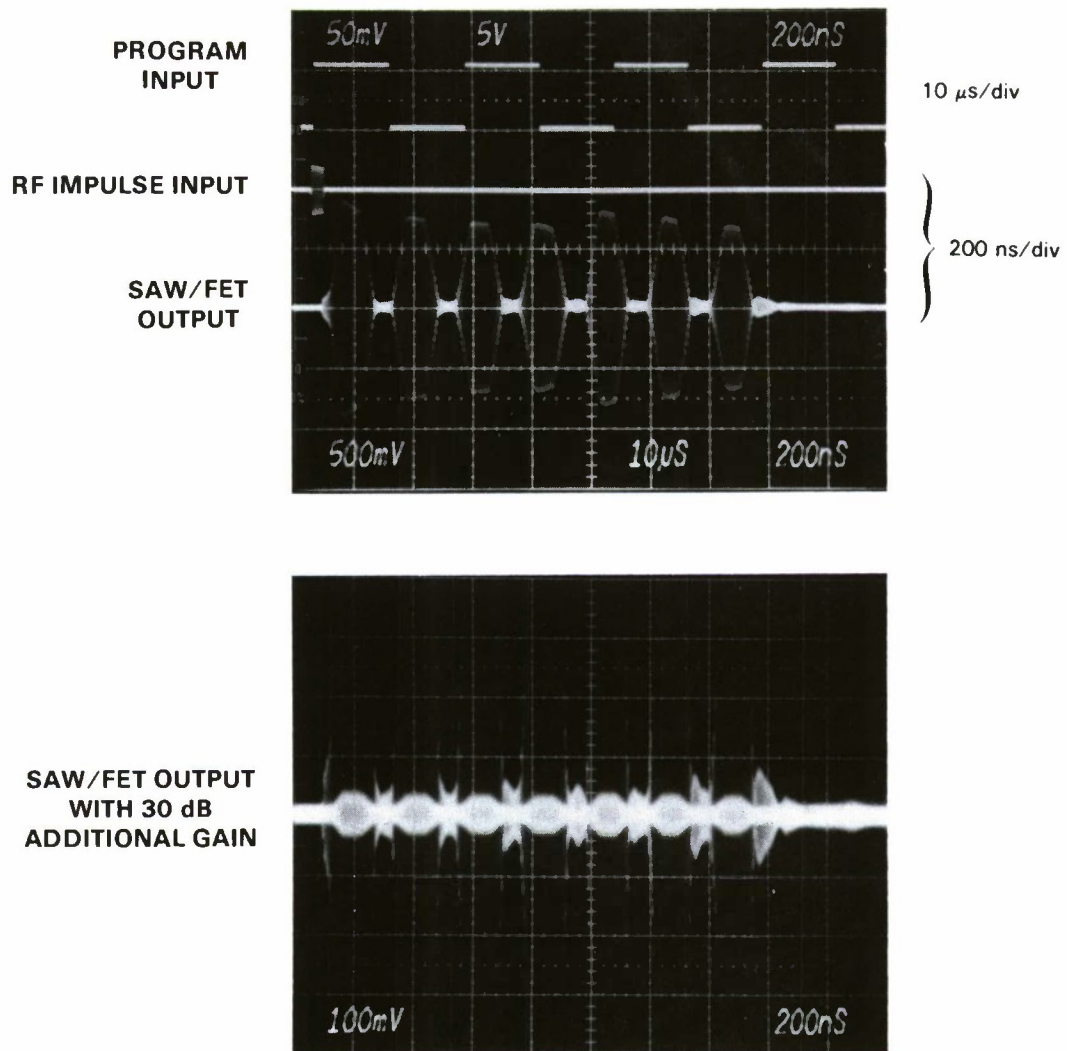 PROGRAM
INPUT
50mV 5V 200nS
10 μs/div
RF IMPULSE INPUT
200 ns/div
SAW/FET
OUTPUT
500mV 10μS 200nS
SAW/FET OUTPUT
WITH 30 dB
ADDITIONAL GAIN
100mV 200nS